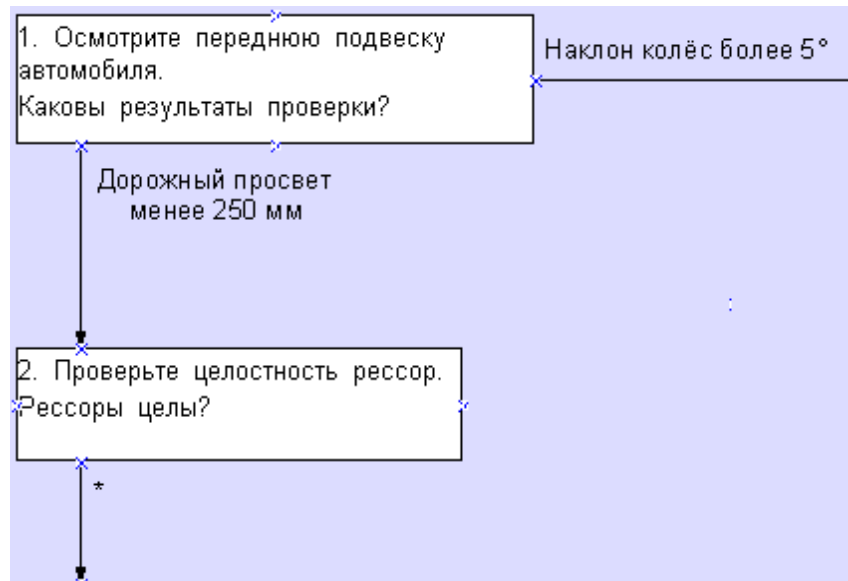 1. Осмотрите переднюю подвеску
автомобиля.
Каковы результаты проверки?
Наклон колёс более 5°
Дорожный просвет
менее 250 мм
2. Проверьте целостность рессор.
Рессоры целы?
*